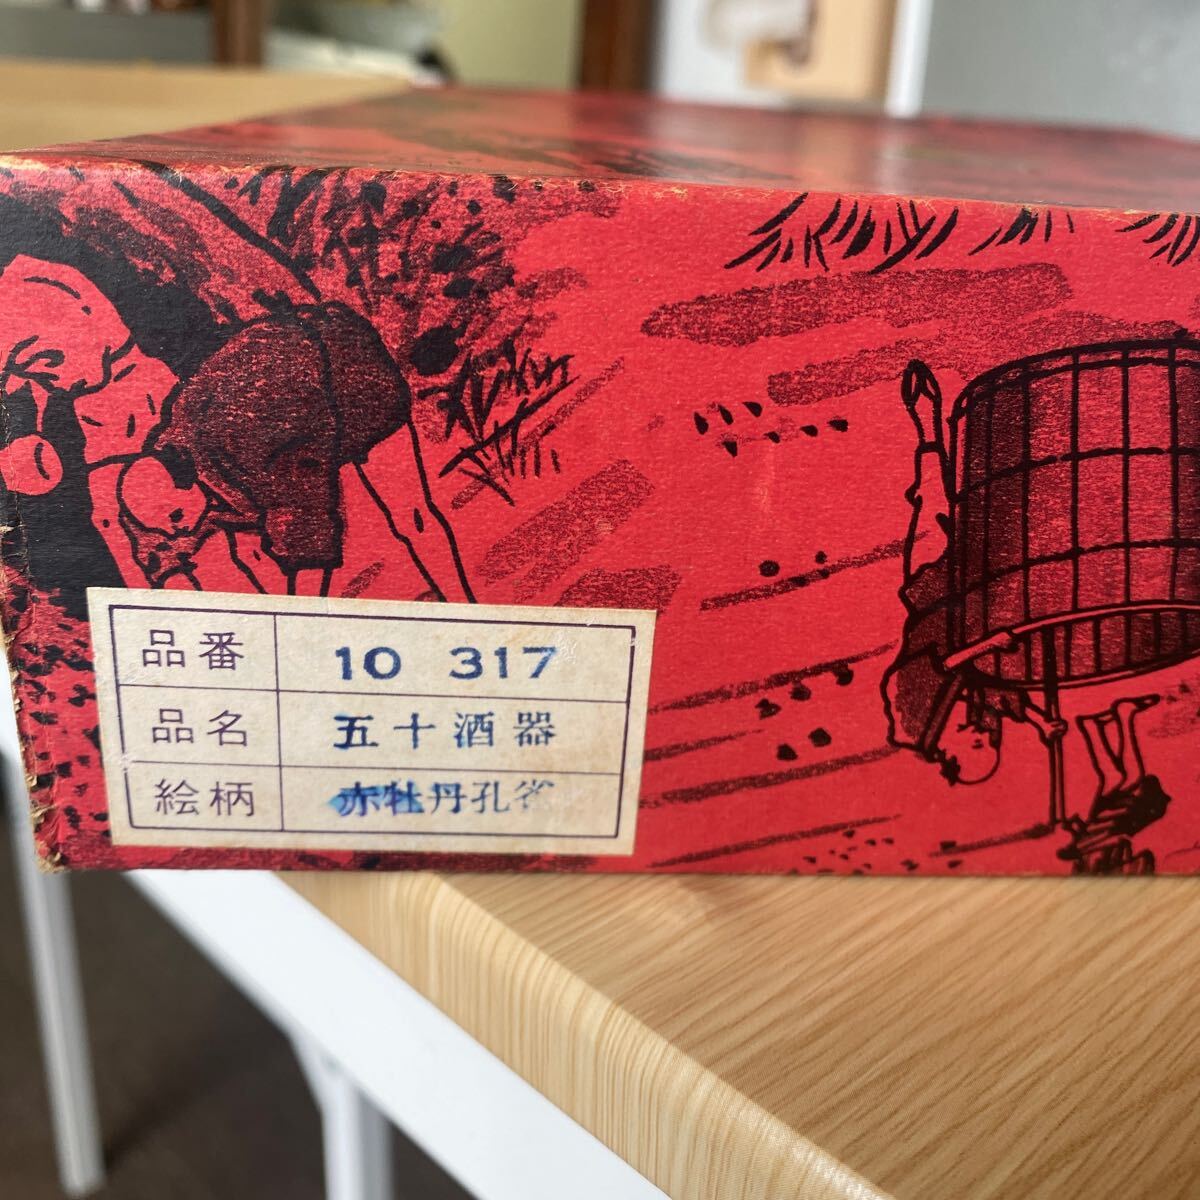 品番 10 317
品名 五十酒器
絵柄 赤牡丹孔雀